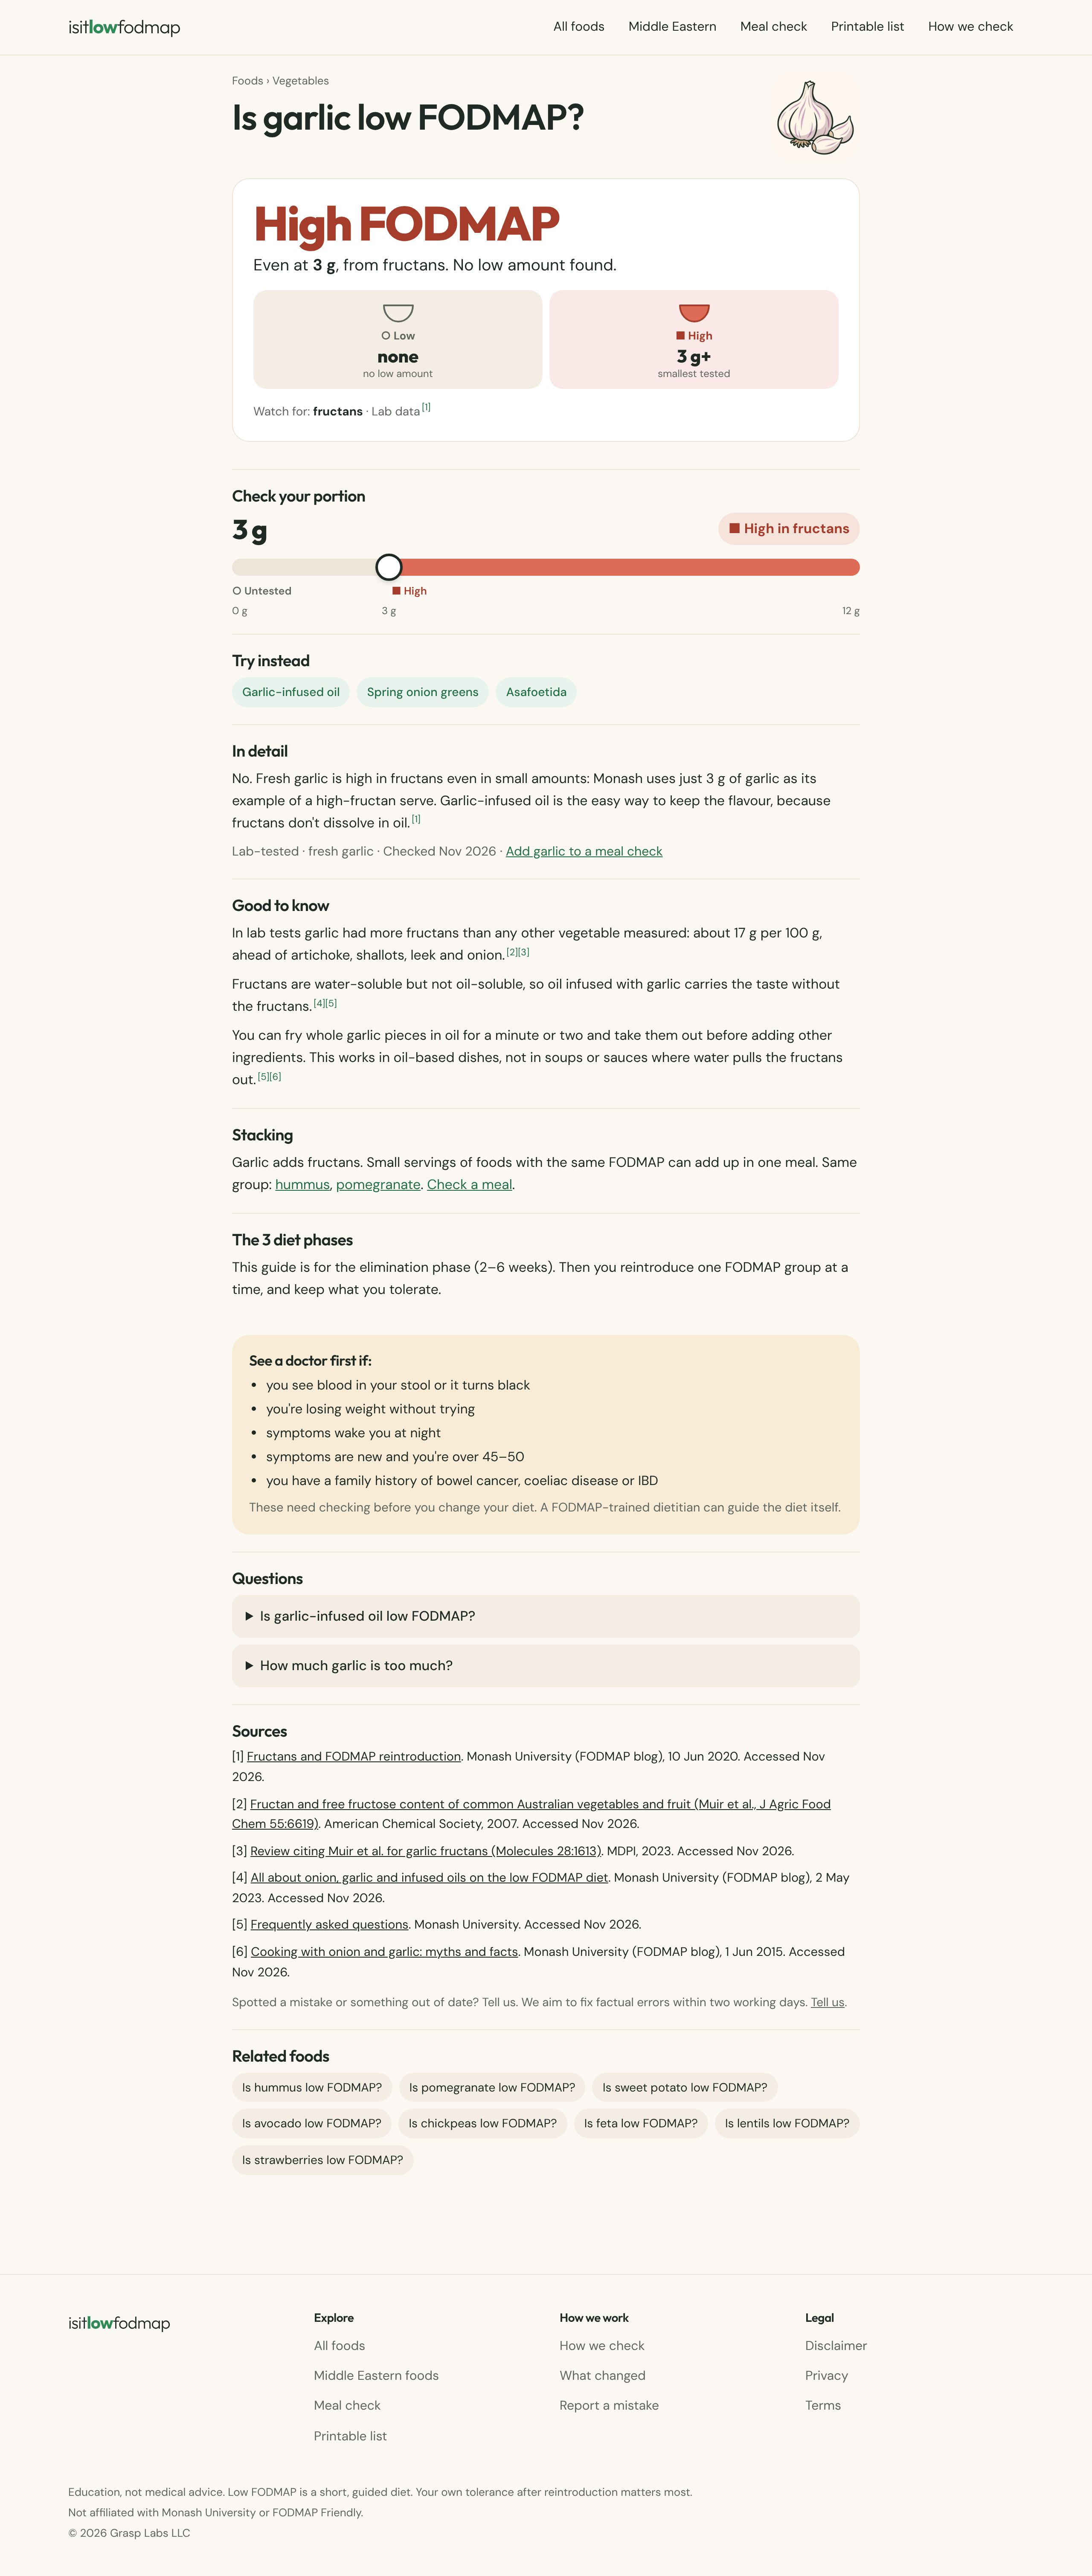 isitlowfodmap
All foods
Middle Eastern
Meal check
Printable list
How we check
Foods › Vegetables
Is garlic low FODMAP?
High FODMAP
Even at 3 g, from fructans. No low amount found.
Low
none
no low amount
High
3 g+
smallest tested
Watch for: fructans · Lab data [1]
Check your portion
3 g
High in fructans
Untested
High
0 g
3 g
12 g
Try instead
Garlic-infused oil
Spring onion greens
Asafoetida
In detail
No. Fresh garlic is high in fructans even in small amounts: Monash uses just 3 g of garlic as its
example of a high-fructan serve. Garlic-infused oil is the easy way to keep the flavour, because
fructans don't dissolve in oil. [1]
Lab-tested · fresh garlic · Checked Nov 2026 · Add garlic to a meal check
Good to know
In lab tests garlic had more fructans than any other vegetable measured: about 17 g per 100 g,
ahead of artichoke, shallots, leek and onion. [2][3]
Fructans are water-soluble but not oil-soluble, so oil infused with garlic carries the taste without
the fructans. [4][5]
You can fry whole garlic pieces in oil for a minute or two and take them out before adding other
ingredients. This works in oil-based dishes, not in soups or sauces where water pulls the fructans
out. [5][6]
Stacking
Garlic adds fructans. Small servings of foods with the same FODMAP can add up in one meal. Same
group: hummus, pomegranate. Check a meal.
The 3 diet phases
This guide is for the elimination phase (2–6 weeks). Then you reintroduce one FODMAP group at a
time, and keep what you tolerate.
See a doctor first if:
• you see blood in your stool or it turns black
• you're losing weight without trying
• symptoms wake you at night
• symptoms are new and you're over 45–50
• you have a family history of bowel cancer, coeliac disease or IBD
These need checking before you change your diet. A FODMAP-trained dietitian can guide the diet itself.
Questions
Is garlic-infused oil low FODMAP?
How much garlic is too much?
Sources
[1] Fructans and FODMAP reintroduction. Monash University (FODMAP blog), 10 Jun 2020. Accessed Nov
2026.
[2] Fructan and free fructose content of common Australian vegetables and fruit (Muir et al., J Agric Food
Chem 55:6619). American Chemical Society, 2007. Accessed Nov 2026.
[3] Review citing Muir et al. for garlic fructans (Molecules 28:1613). MDPI, 2023. Accessed Nov 2026.
[4] All about onion, garlic and infused oils on the low FODMAP diet. Monash University (FODMAP blog), 2 May
2023. Accessed Nov 2026.
[5] Frequently asked questions. Monash University. Accessed Nov 2026.
[6] Cooking with onion and garlic: myths and facts. Monash University (FODMAP blog), 1 Jun 2015. Accessed
Nov 2026.
Spotted a mistake or something out of date? Tell us. We aim to fix factual errors within two working days. Tell us.
Related foods
Is hummus low FODMAP?
Is pomegranate low FODMAP?
Is sweet potato low FODMAP?
Is avocado low FODMAP?
Is chickpeas low FODMAP?
Is feta low FODMAP?
Is lentils low FODMAP?
Is strawberries low FODMAP?
isitlowfodmap
Explore
All foods
Middle Eastern foods
Meal check
Printable list
How we work
How we check
What changed
Report a mistake
Legal
Disclaimer
Privacy
Terms
Education, not medical advice. Low FODMAP is a short, guided diet. Your own tolerance after reintroduction matters most.
Not affiliated with Monash University or FODMAP Friendly.
© 2026 Grasp Labs LLC